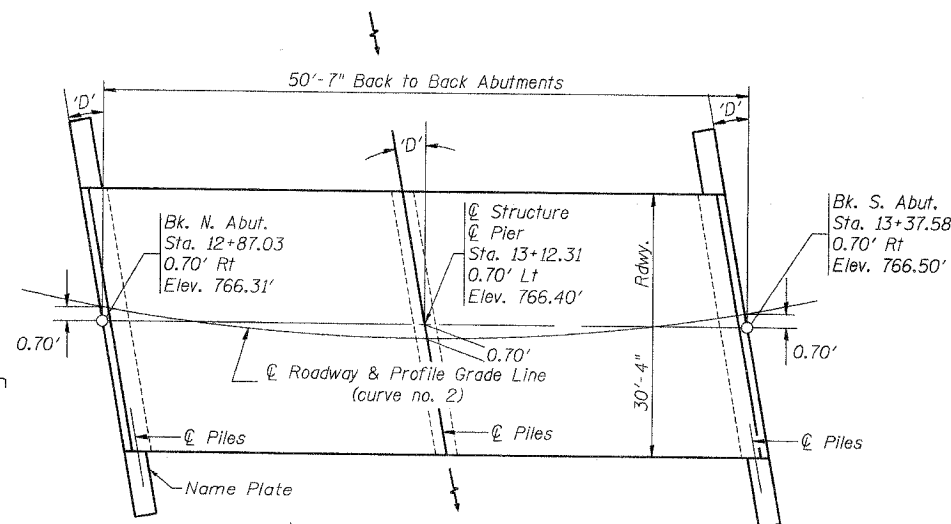 50'-7" Back to Back Abutments
'D'
'D'
'D'
Bk. N. Abut.
Sta. 12+87.03
0.70' Rt
Elev. 766.31'
℄ Structure
℄ Pier
Sta. 13+12.31
0.70' Lt
Elev. 766.40'
Bk. S. Abut.
Sta. 13+37.58
0.70' Rt
Elev. 766.50'
Rdwy.
30'-4"
0.70'
0.70'
0.70'
℄ Roadway & Profile Grade Line
(curve no. 2)
℄ Piles
℄ Piles
℄ Piles
Name Plate